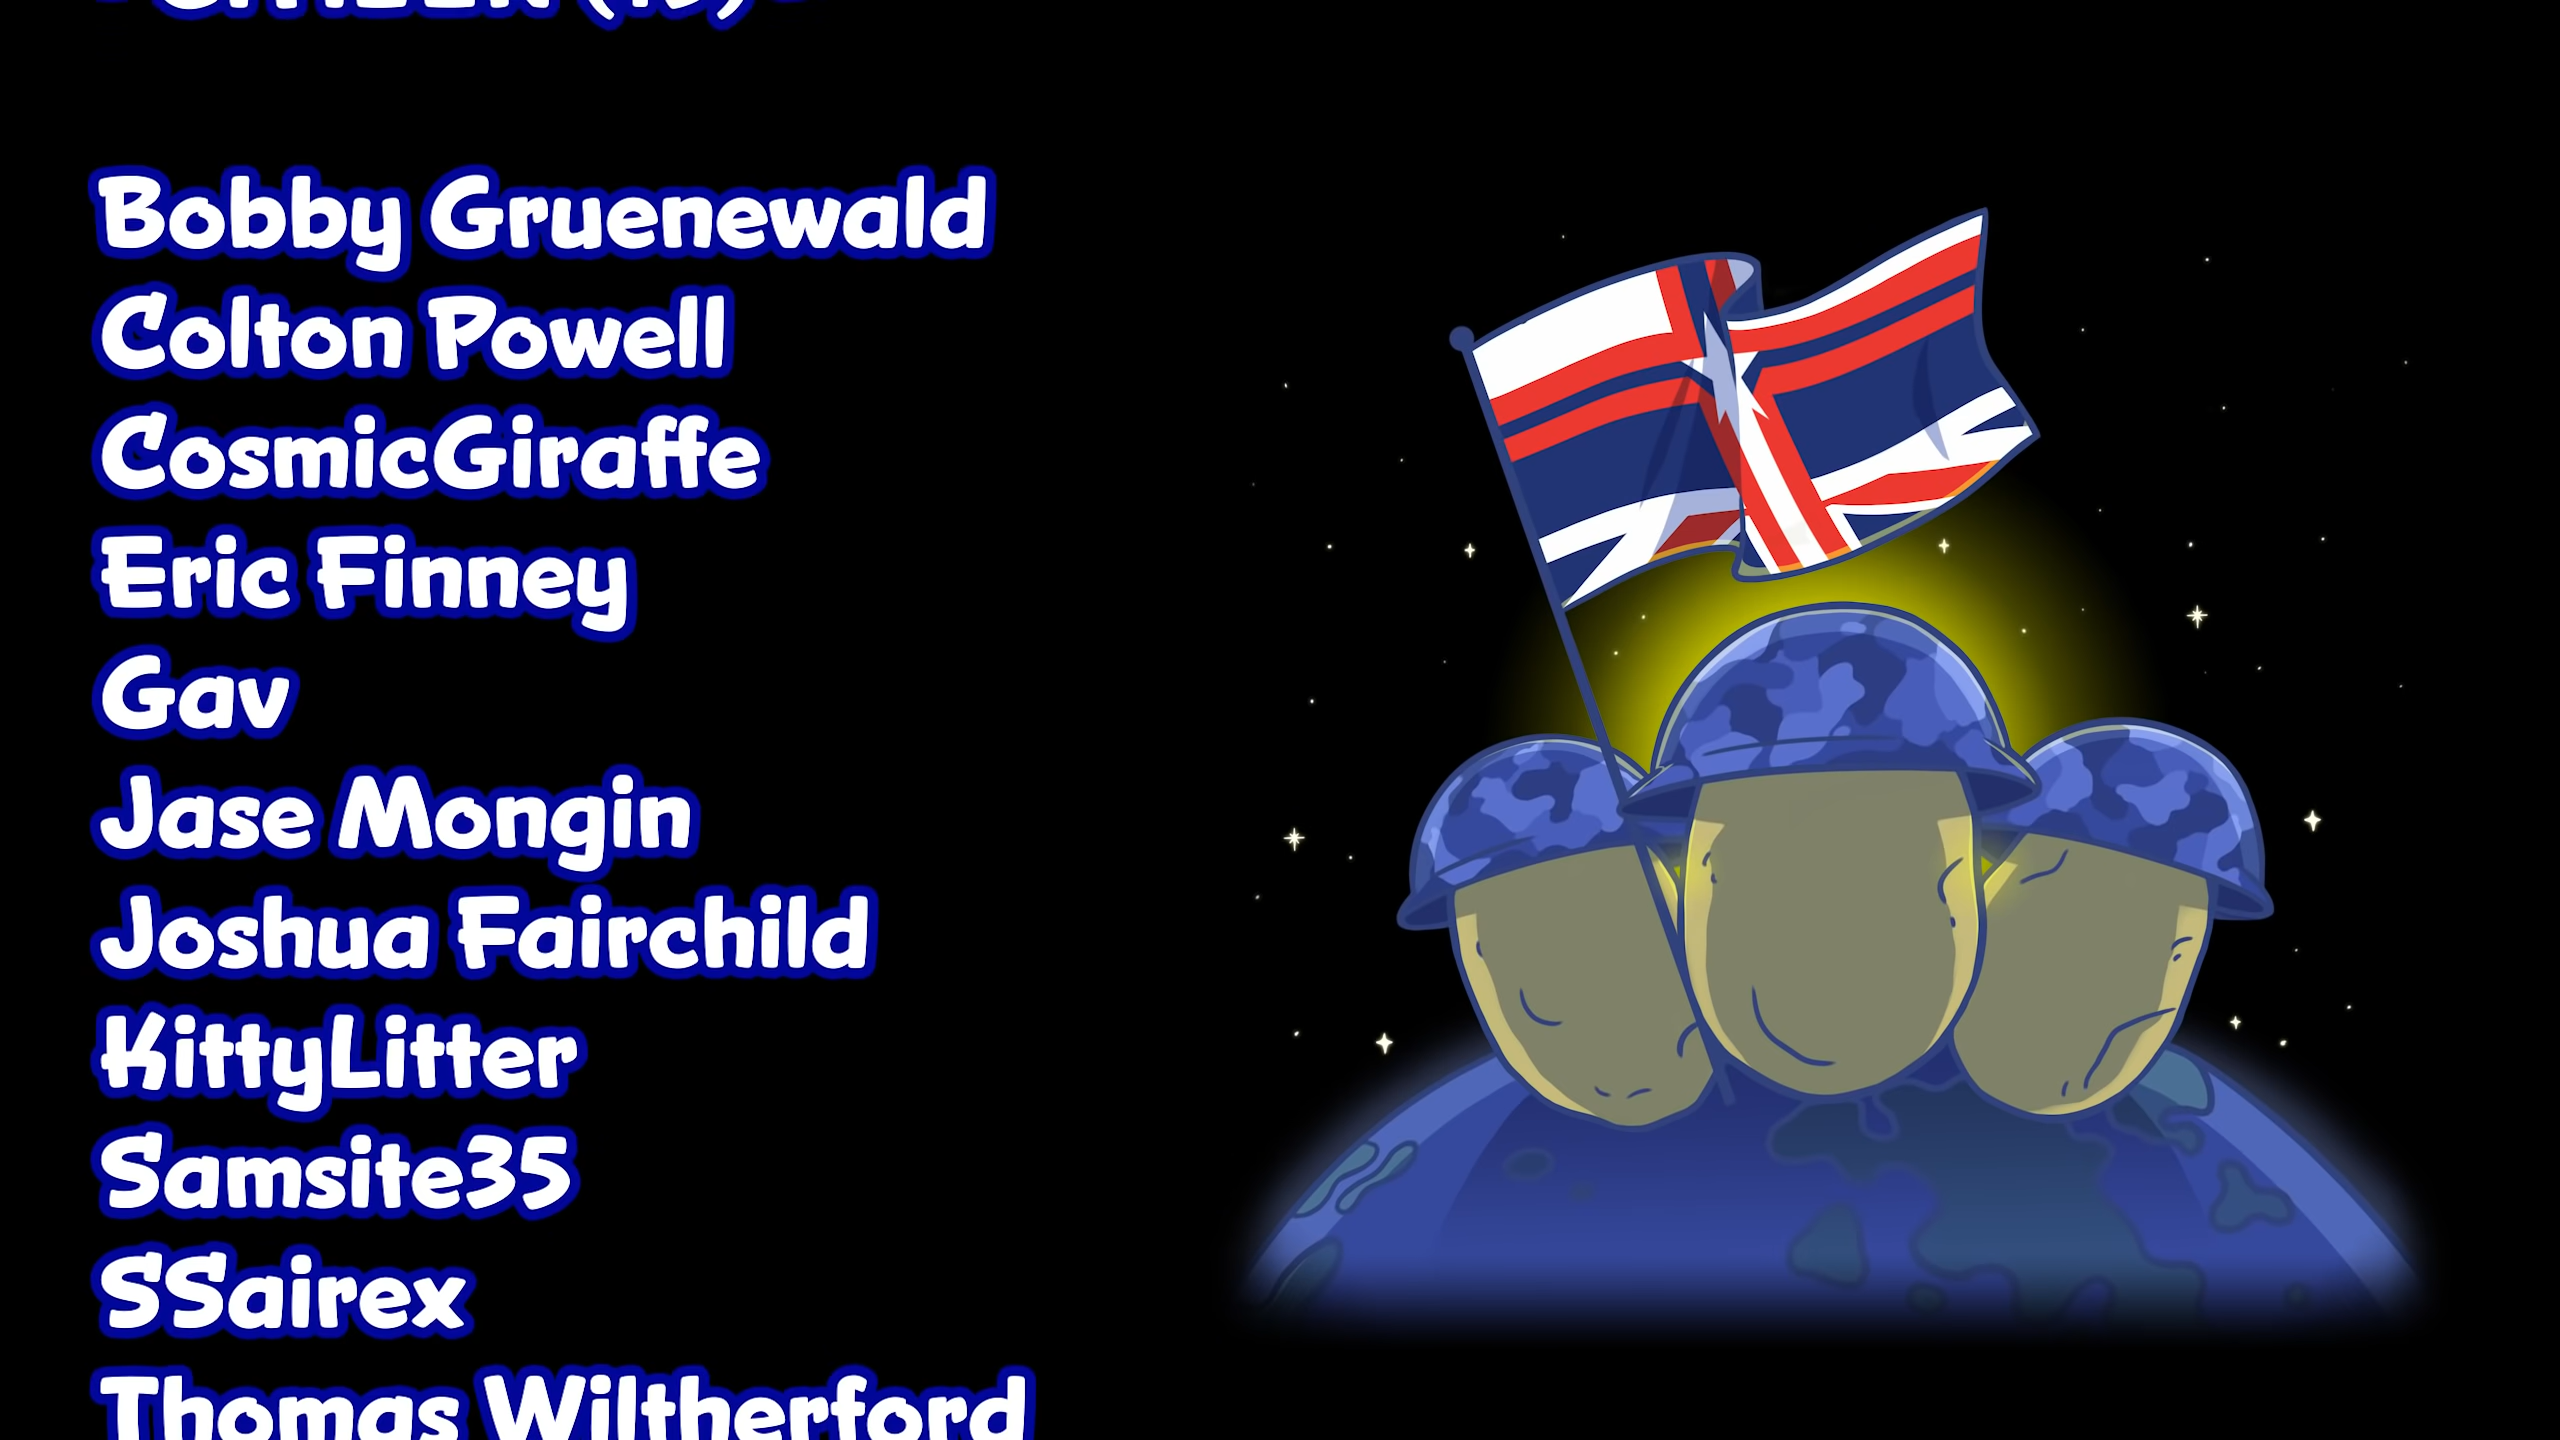 Bobby Gruenewald
Colton Powell
CosmicGiraffe
Eric Finney
Gav
Jase Mongin
Joshua Fairchild
KittyLitter
Samsite35
SSairex
Thomas Wiltherford